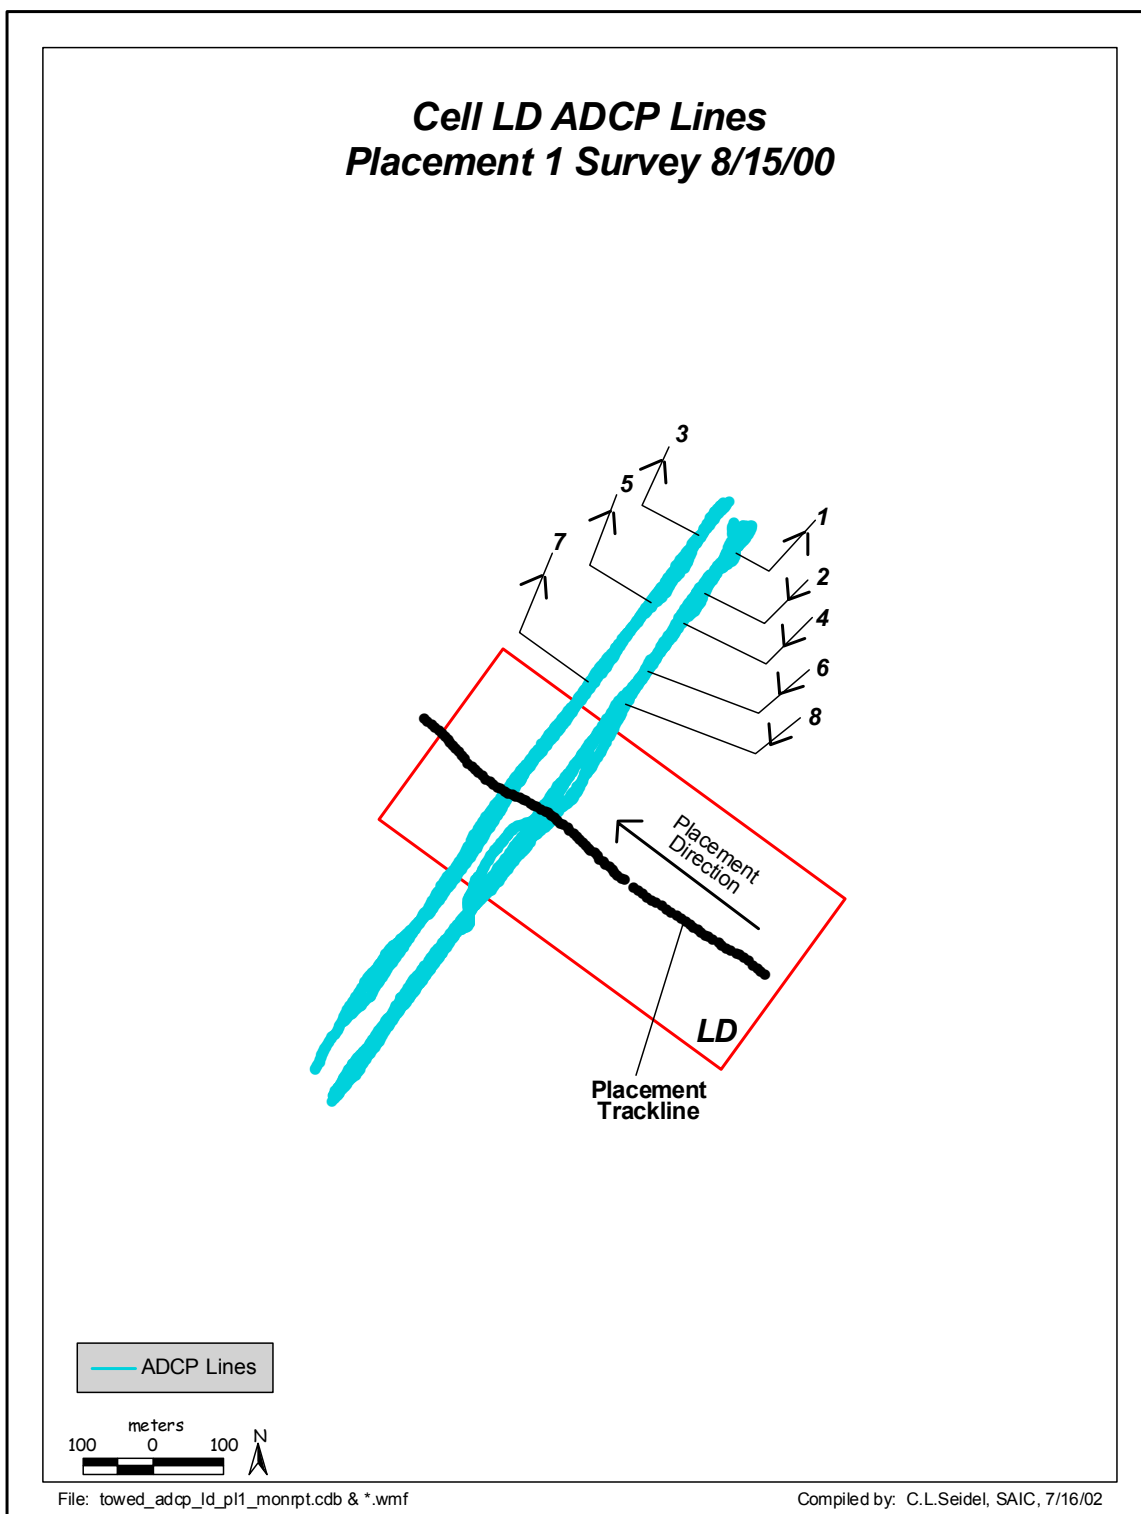 Cell LD ADCP Lines
Placement 1 Survey 8/15/00
3
5
1
7
2
4
6
8
Placement
Direction
LD
Placement
Trackline
ADCP Lines
meters
100 0 100
N
File: towed_adcp_ld_pl1_monrpt.cdb & *.wmf
Compiled by: C.L.Seidel, SAIC, 7/16/02